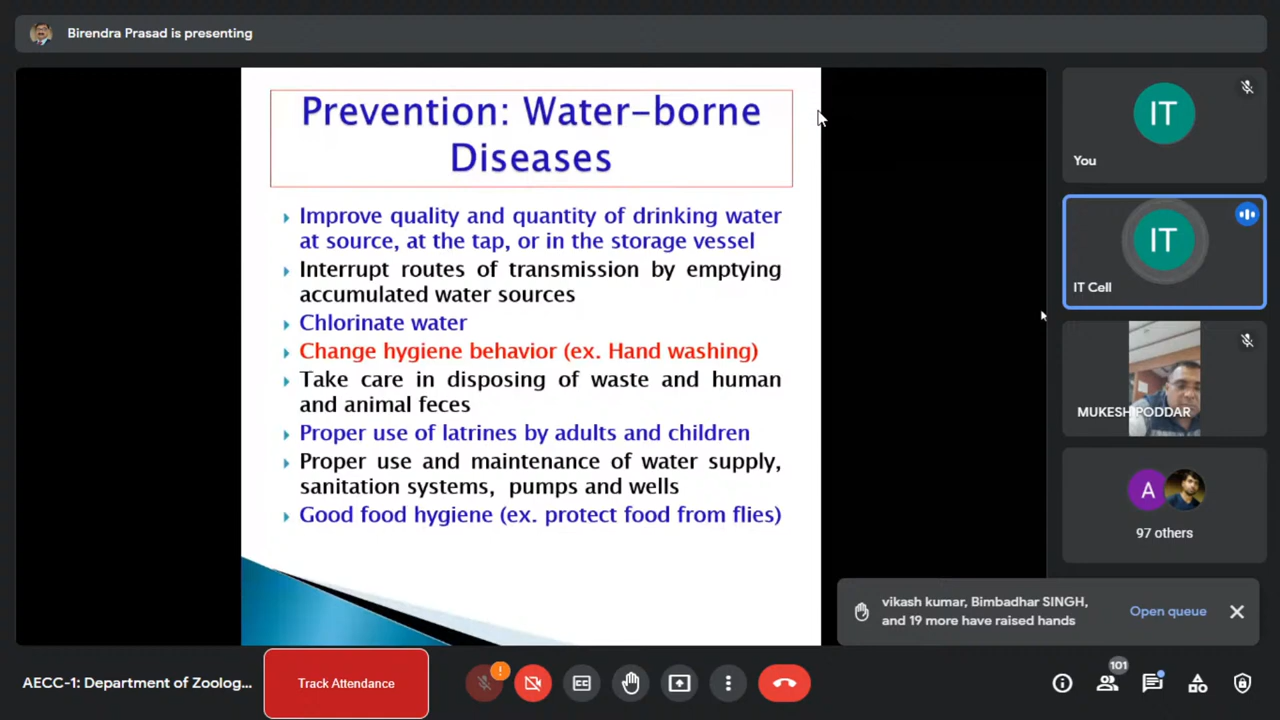 Birendra Prasad is presenting
Prevention: Water-borne
Diseases
Improve quality and quantity of drinking water
at source, at the tap, or in the storage vessel
Interrupt routes of transmission by emptying
accumulated water sources
Chlorinate water
Change hygiene behavior (ex. Hand washing)
Take care in disposing of waste and human
and animal feces
Proper use of latrines by adults and children
Proper use and maintenance of water supply,
sanitation systems, pumps and wells
Good food hygiene (ex. protect food from flies)
IT
You
IT
IT Cell
MUKESH PODDAR
A
97 others
vikash kumar, Bimbadhar SINGH,
and 19 more have raised hands
Open queue
AECC-1: Department of Zoolog...
Track Attendance
101